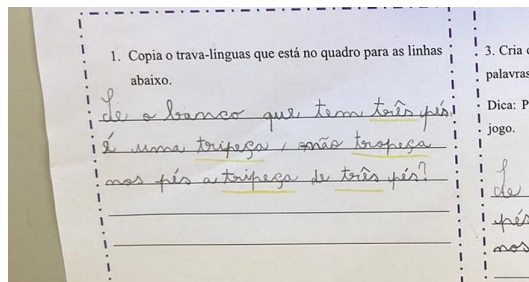 1. Copia o trava-linguas que está no quadro para as linhas
abaixo.
Se o banco que tem três pés
é uma tripeça, não tropeça
nos pés a tripeça de três pés?
3. Cria
palavras
Dica: P
jogo.
Se
pés
nos